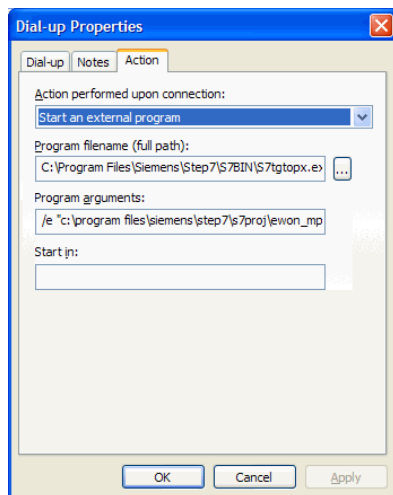 Dial-up Properties
Dial-up Notes Action
Action performed upon connection:
Start an external program
Program filename (full path):
C:\Program Files\Siemens\Step7\S7BIN\S7tgtopx.ex
...
Program arguments:
/e "c:\program files\siemens\step7\s7proj\ewon_mp
Start in:
OK Cancel Apply